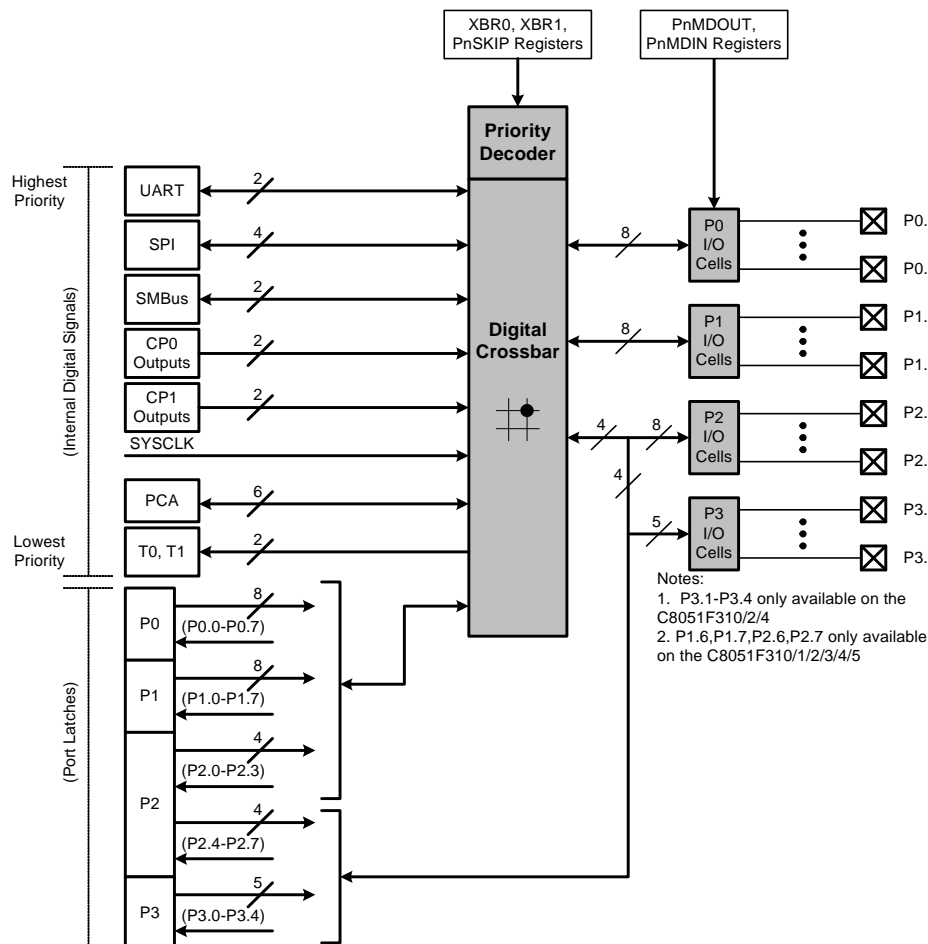 XBR0, XBR1,
PnSKIP Registers
PnMDOUT,
PnMDIN Registers
Priority
Decoder
Highest
Priority
UART
2
SPI
4
SMBus
2
CP0
Outputs
2
CP1
Outputs
2
SYSCLK
PCA
6
Lowest
Priority
T0, T1
2
(Internal Digital Signals)
Digital
Crossbar
8
P0
I/O
Cells
P0.
P0.
8
P1
I/O
Cells
P1.
P1.
4
8
P2
I/O
Cells
P2.
P2.
4
5
P3
I/O
Cells
P3.
P3.
Notes:
1. P3.1-P3.4 only available on the
C8051F310/2/4
2. P1.6,P1.7,P2.6,P2.7 only available
on the C8051F310/1/2/3/4/5
(Port Latches)
P0
8
(P0.0-P0.7)
P1
8
(P1.0-P1.7)
P2
4
(P2.0-P2.3)
4
(P2.4-P2.7)
P3
5
(P3.0-P3.4)